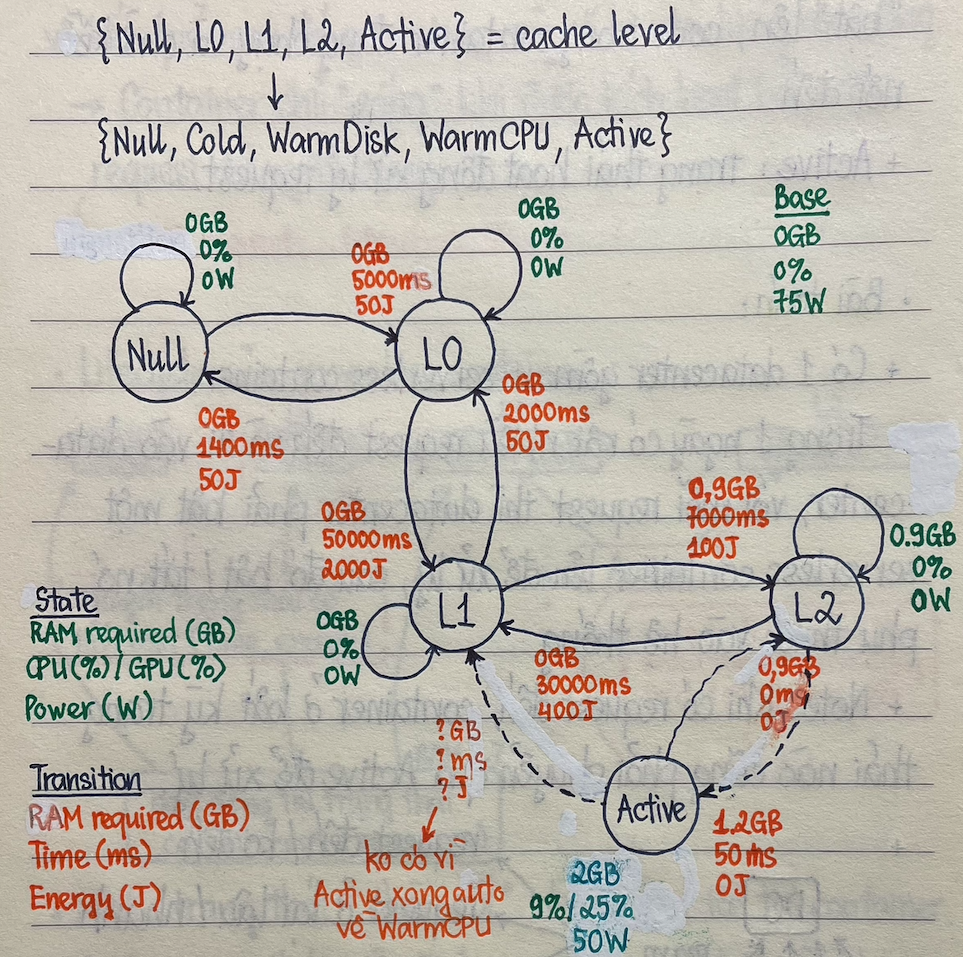 {Null, L0, L1, L2, Active} = cache level
↓
{Null, Cold, WarmDisk, WarmCPU, Active}
Base
0GB
0%
75W
0GB
0%
0W
0GB
0%
0W
0GB
5000ms
50J
Null
L0
0GB
1400ms
50J
0GB
2000ms
50J
0GB
50000ms
2000J
0,9GB
7000ms
100J
0.9GB
0%
0W
L1
L2
0GB
0%
0W
0GB
30000ms
400J
0,9GB
0ms
0J
State
RAM required (GB)
CPU(%) / GPU(%)
Power (W)
?GB
?ms
?J
ko có vì
Active xong auto
về WarmCPU
Transition
RAM required (GB)
Time (ms)
Energy (J)
Active
1.2GB
50ms
0J
2GB
9%/25%
50W